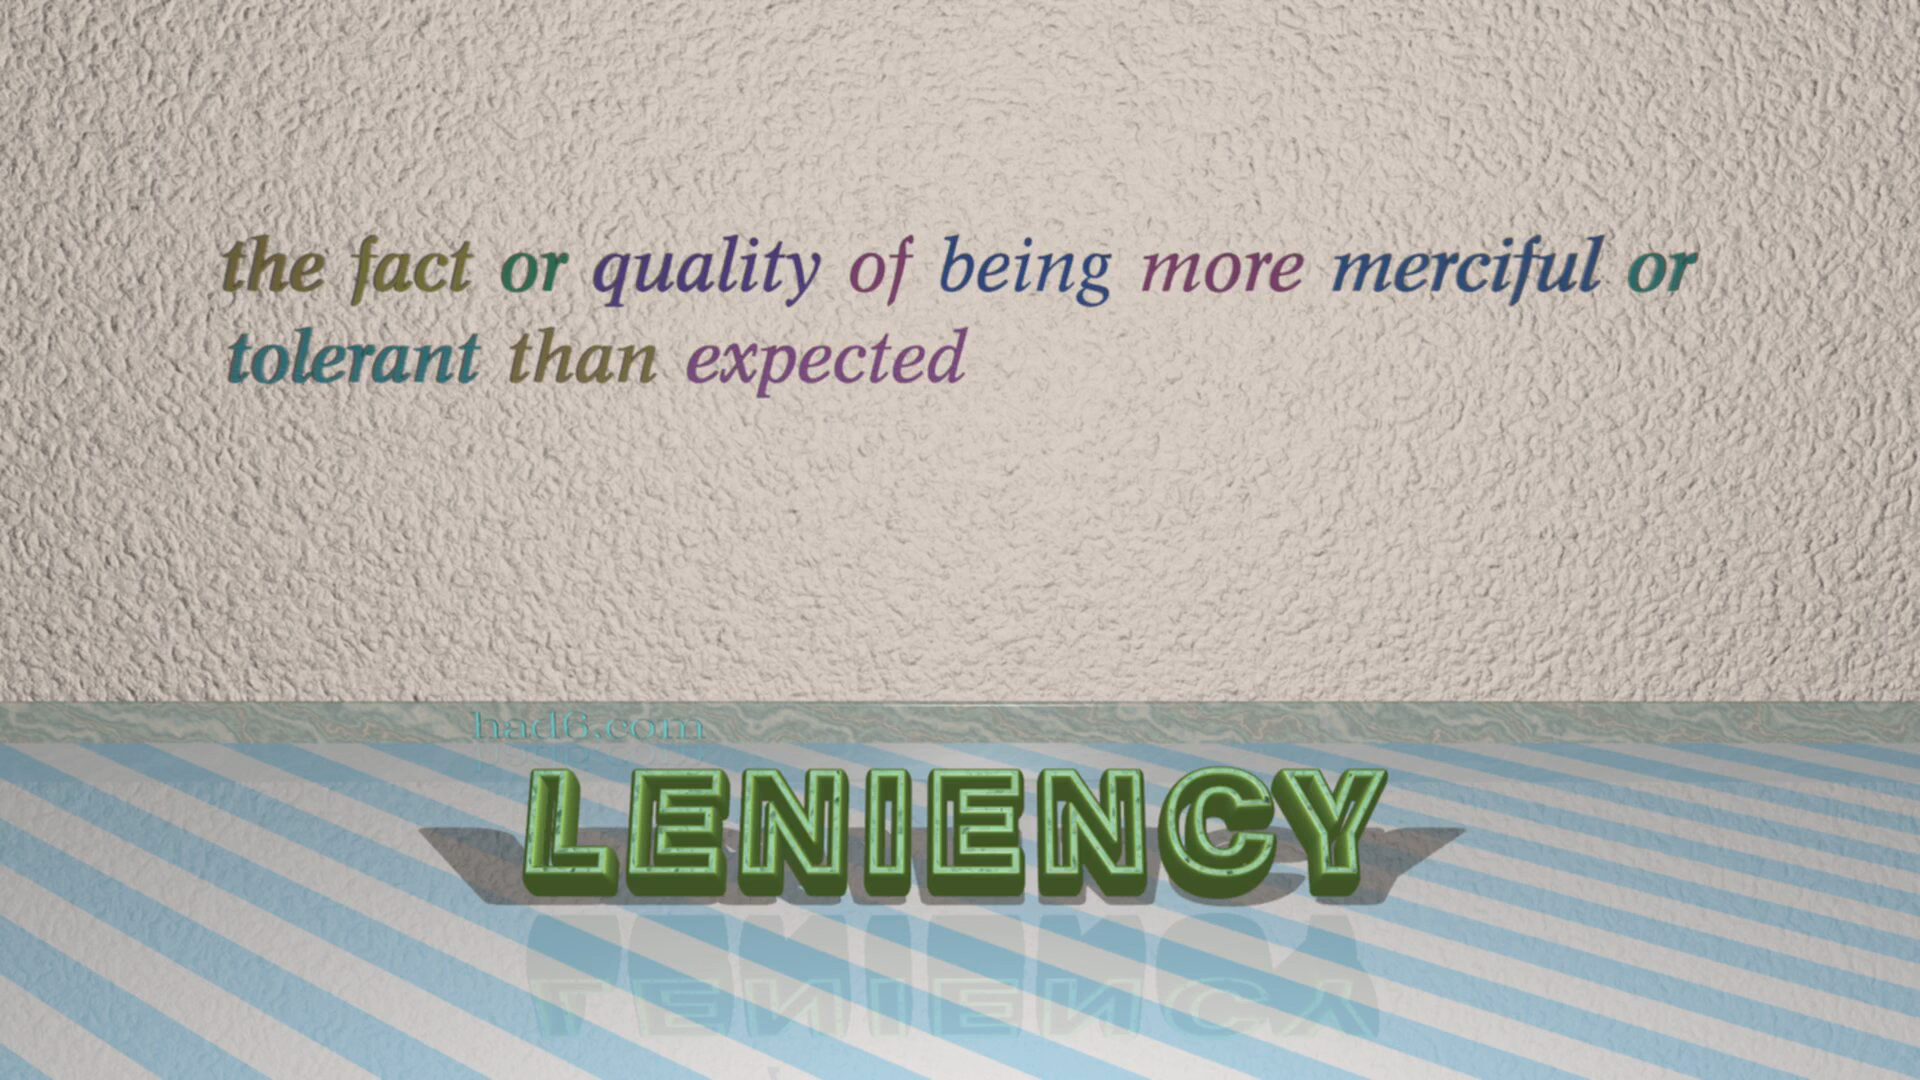 the fact or quality of being more merciful or
tolerant than expected
had6.com
LENIENCY